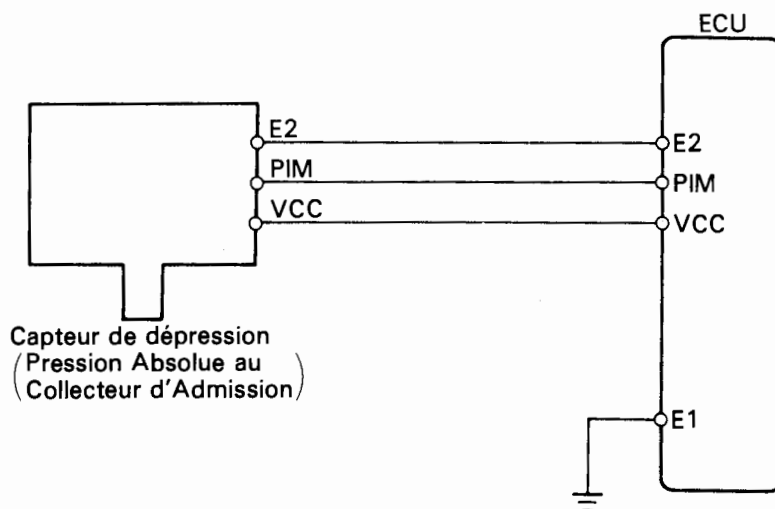 ECU
E2
E2
PIM
PIM
VCC
VCC
Capteur de dépression
(Pression Absolue au
Collecteur d'Admission)
E1